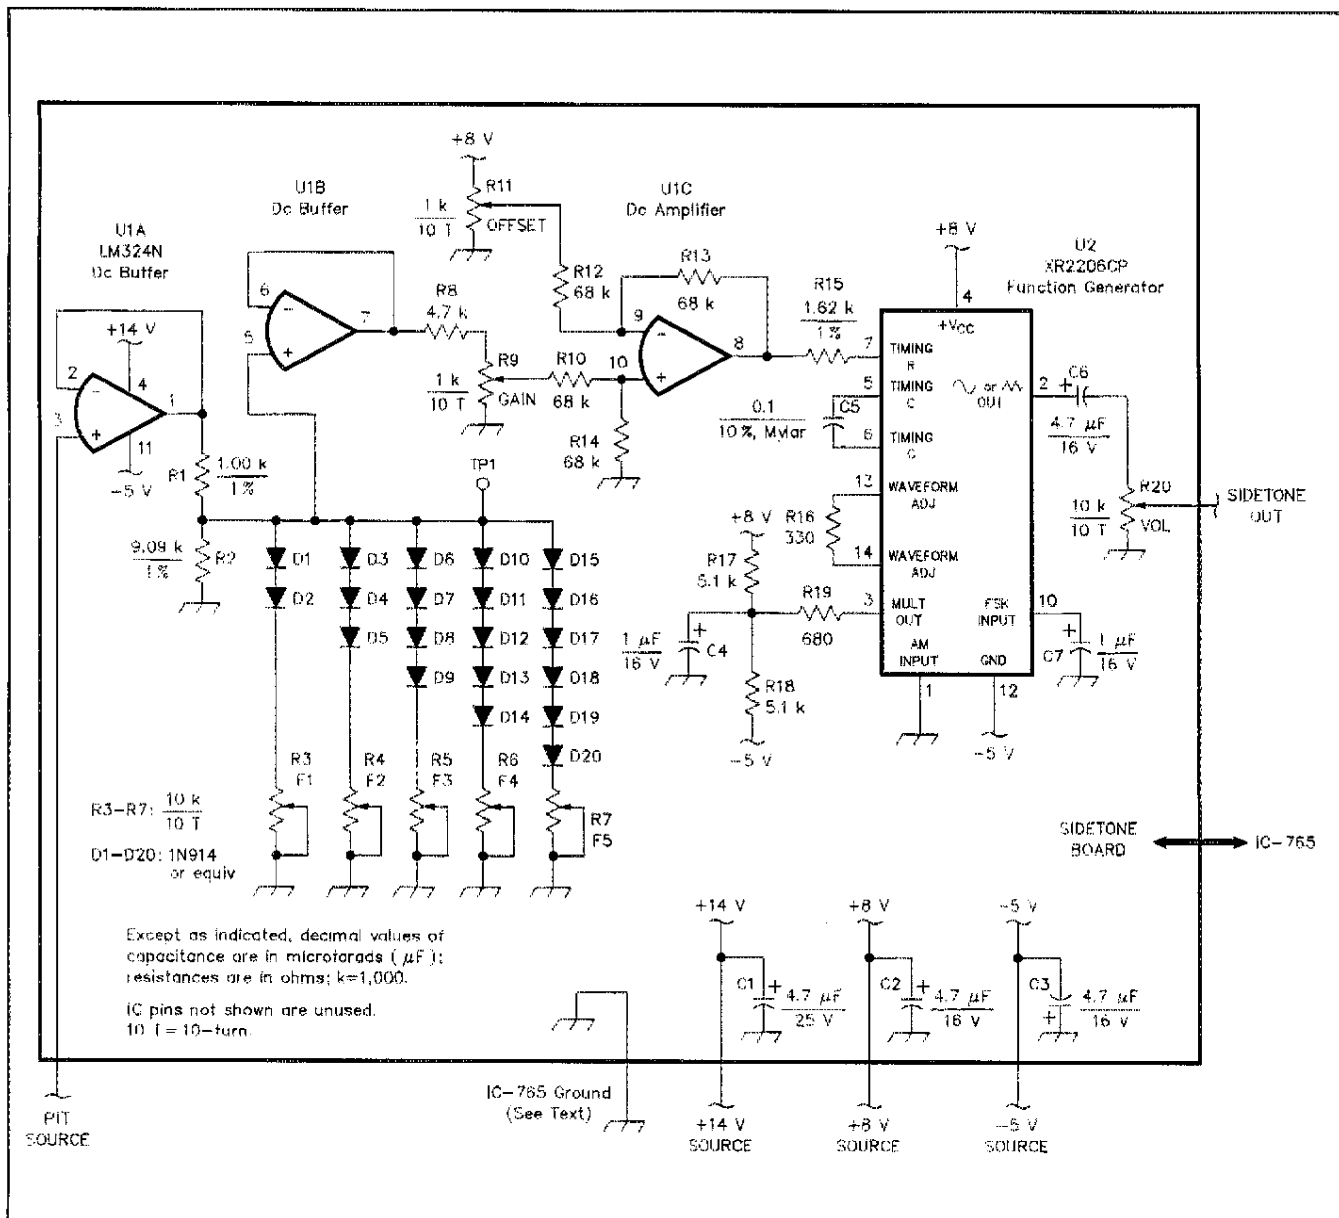 +8 V
R11
1 k
10 T
OFFSET
U1B
Dc Buffer
U1C
Dc Amplifier
U1A
LM324N
Dc Buffer
+14 V
2
3
4
1
11
-5 V
6
5
7
R8
4.7 k
R9
1 k
10 T
GAIN
R10
68 k
R12
68 k
R13
68 k
9
10
8
R14
68 k
R15
1.62 k
1%
+8 V
4
U2
XR2206CP
Function Generator
+VCC
7
TIMING
R
5
TIMING
C
6
TIMING
C
0.1
10%, Mylar
C5
or
OUT
2
C6
+
4.7 μF
16 V
R20
10 k
10 T
VOL
SIDETONE
OUT
13
WAVEFORM
ADJ
R16
330
14
WAVEFORM
ADJ
3
MULT
OUT
FSK
INPUT
10
AM
INPUT
GND
1
12
-5 V
C7
+
1 μF
16 V
+8 V
R17
5.1 k
R19
680
1 μF
16 V
+
C4
R18
5.1 k
-5 V
R1
1.00 k
1%
9.09 k
1%
R2
TP1
D1
D3
D6
D10
D15
D2
D4
D7
D11
D16
D5
D8
D12
D17
D9
D13
D18
D14
D19
D20
R3
F1
R4
F2
R5
F3
R6
F4
R7
F5
R3-R7: 10 k
10 T
D1-D20: 1N914
or equiv
SIDETONE
BOARD
IC-765
Except as indicated, decimal values of
capacitance are in microfarads ( μF);
resistances are in ohms; k=1,000.
IC pins not shown are unused.
10 T = 10-turn.
+14 V
+8 V
-5 V
C1
+
4.7 μF
25 V
C2
+
4.7 μF
16 V
C3
+
4.7 μF
16 V
PIT
SOURCE
IC-765 Ground
(See Text)
+14 V
SOURCE
+8 V
SOURCE
-5 V
SOURCE